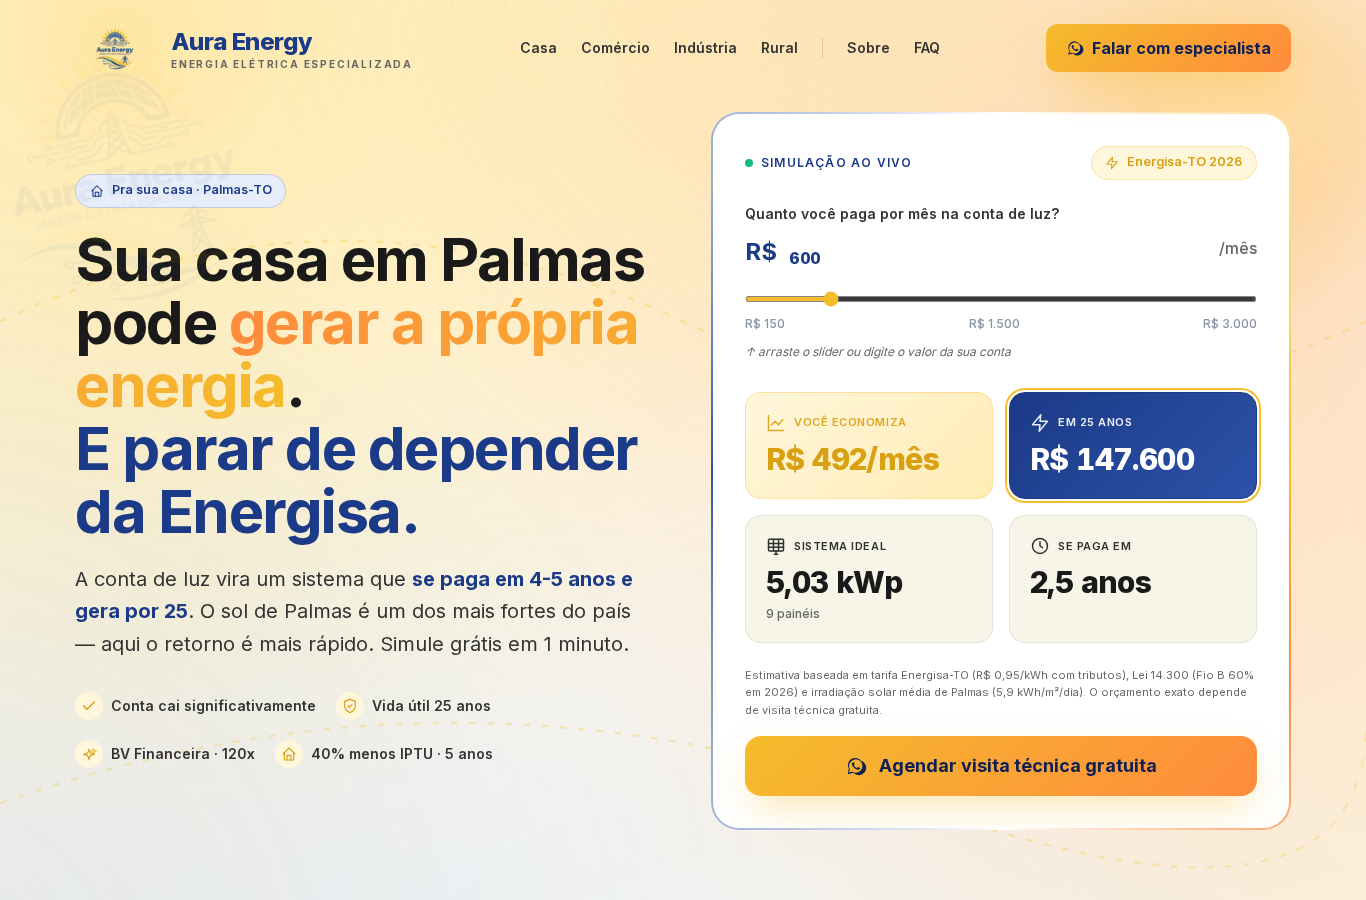 Aura Energy
Aura Energy
ENERGIA ELÉTRICA ESPECIALIZADA
Casa Comércio Indústria Rural Sobre FAQ
Falar com especialista
Aura Energy
ENERGIA ELÉTRICA ESPECIALIZADA
Pra sua casa · Palmas-TO
Sua casa em Palmas
pode gerar a própria
energia.
E parar de depender
da Energisa.
A conta de luz vira um sistema que se paga em 4-5 anos e
gera por 25. O sol de Palmas é um dos mais fortes do país
— aqui o retorno é mais rápido. Simule grátis em 1 minuto.
Conta cai significativamente
Vida útil 25 anos
BV Financeira · 120x
40% menos IPTU · 5 anos
SIMULAÇÃO AO VIVO
Energisa-TO 2026
Quanto você paga por mês na conta de luz?
R$ 600 /mês
R$ 150 R$ 1.500 R$ 3.000
↑ arraste o slider ou digite o valor da sua conta
VOCÊ ECONOMIZA
R$ 492/mês
EM 25 ANOS
R$ 147.600
SISTEMA IDEAL
5,03 kWp
9 painéis
SE PAGA EM
2,5 anos
Estimativa baseada em tarifa Energisa-TO (R$ 0,95/kWh com tributos), Lei 14.300 (Fio B 60%
em 2026) e irradiação solar média de Palmas (5,9 kWh/m²/dia). O orçamento exato depende
de visita técnica gratuita.
Agendar visita técnica gratuita